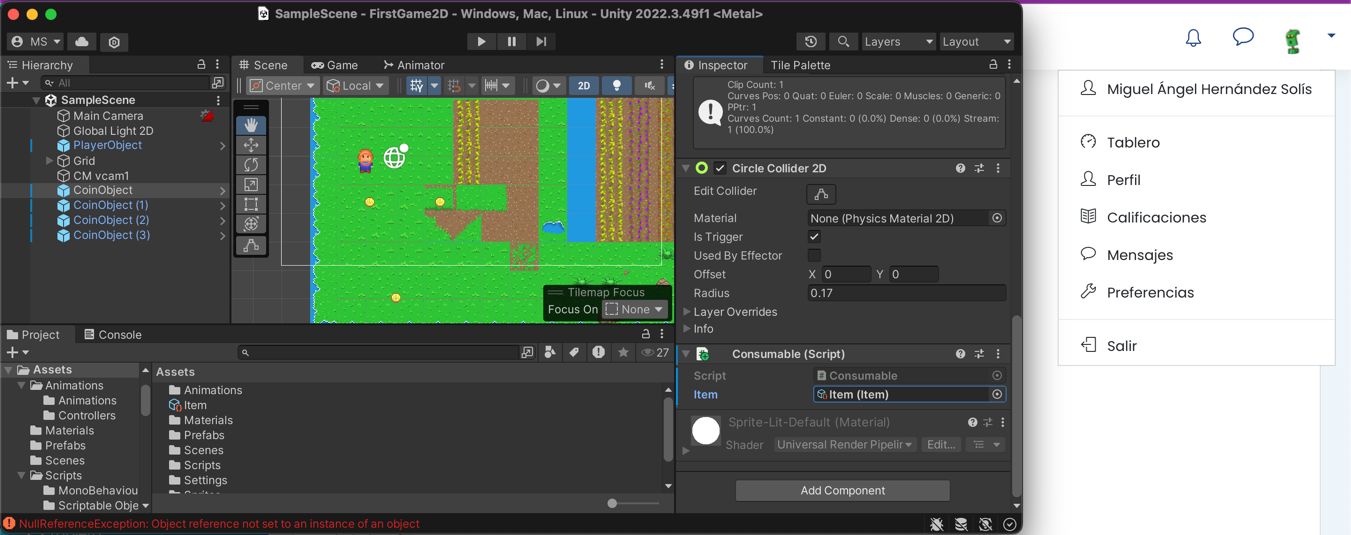 SampleScene - FirstGame2D - Windows, Mac, Linux - Unity 2022.3.49f1 <Metal>
MS
Layers
Layout
Hierarchy
All
SampleScene
Main Camera
Global Light 2D
PlayerObject
Grid
CM vcam1
CoinObject
CoinObject (1)
CoinObject (2)
CoinObject (3)
Scene
Game
Animator
Center
Local
2D
Tilemap Focus
Focus On
None
Inspector
Tile Palette
Clip Count: 1
Curves Pos: 0 Quat: 0 Euler: 0 Scale: 0 Muscles: 0 Generic: 0
PPtr: 1
Curves Count: 1 Constant: 0 (0.0%) Dense: 0 (0.0%) Stream:
1 (100.0%)
Circle Collider 2D
Edit Collider
Material
None (Physics Material 2D)
Is Trigger
Used By Effector
Offset
X 0
Y 0
Radius
0.17
Layer Overrides
Info
Consumable (Script)
Script
Consumable
Item
Item (Item)
Sprite-Lit-Default (Material)
Shader
Universal Render Pipelir
Edit...
Add Component
Project
Console
27
Assets
Animations
Animations
Controllers
Materials
Prefabs
Scenes
Scripts
MonoBehaviou
Scriptable Obje
Assets
Animations
Item
Materials
Prefabs
Scenes
Scripts
Settings
NullReferenceException: Object reference not set to an instance of an object
Miguel Ángel Hernández Solís
Tablero
Perfil
Calificaciones
Mensajes
Preferencias
Salir